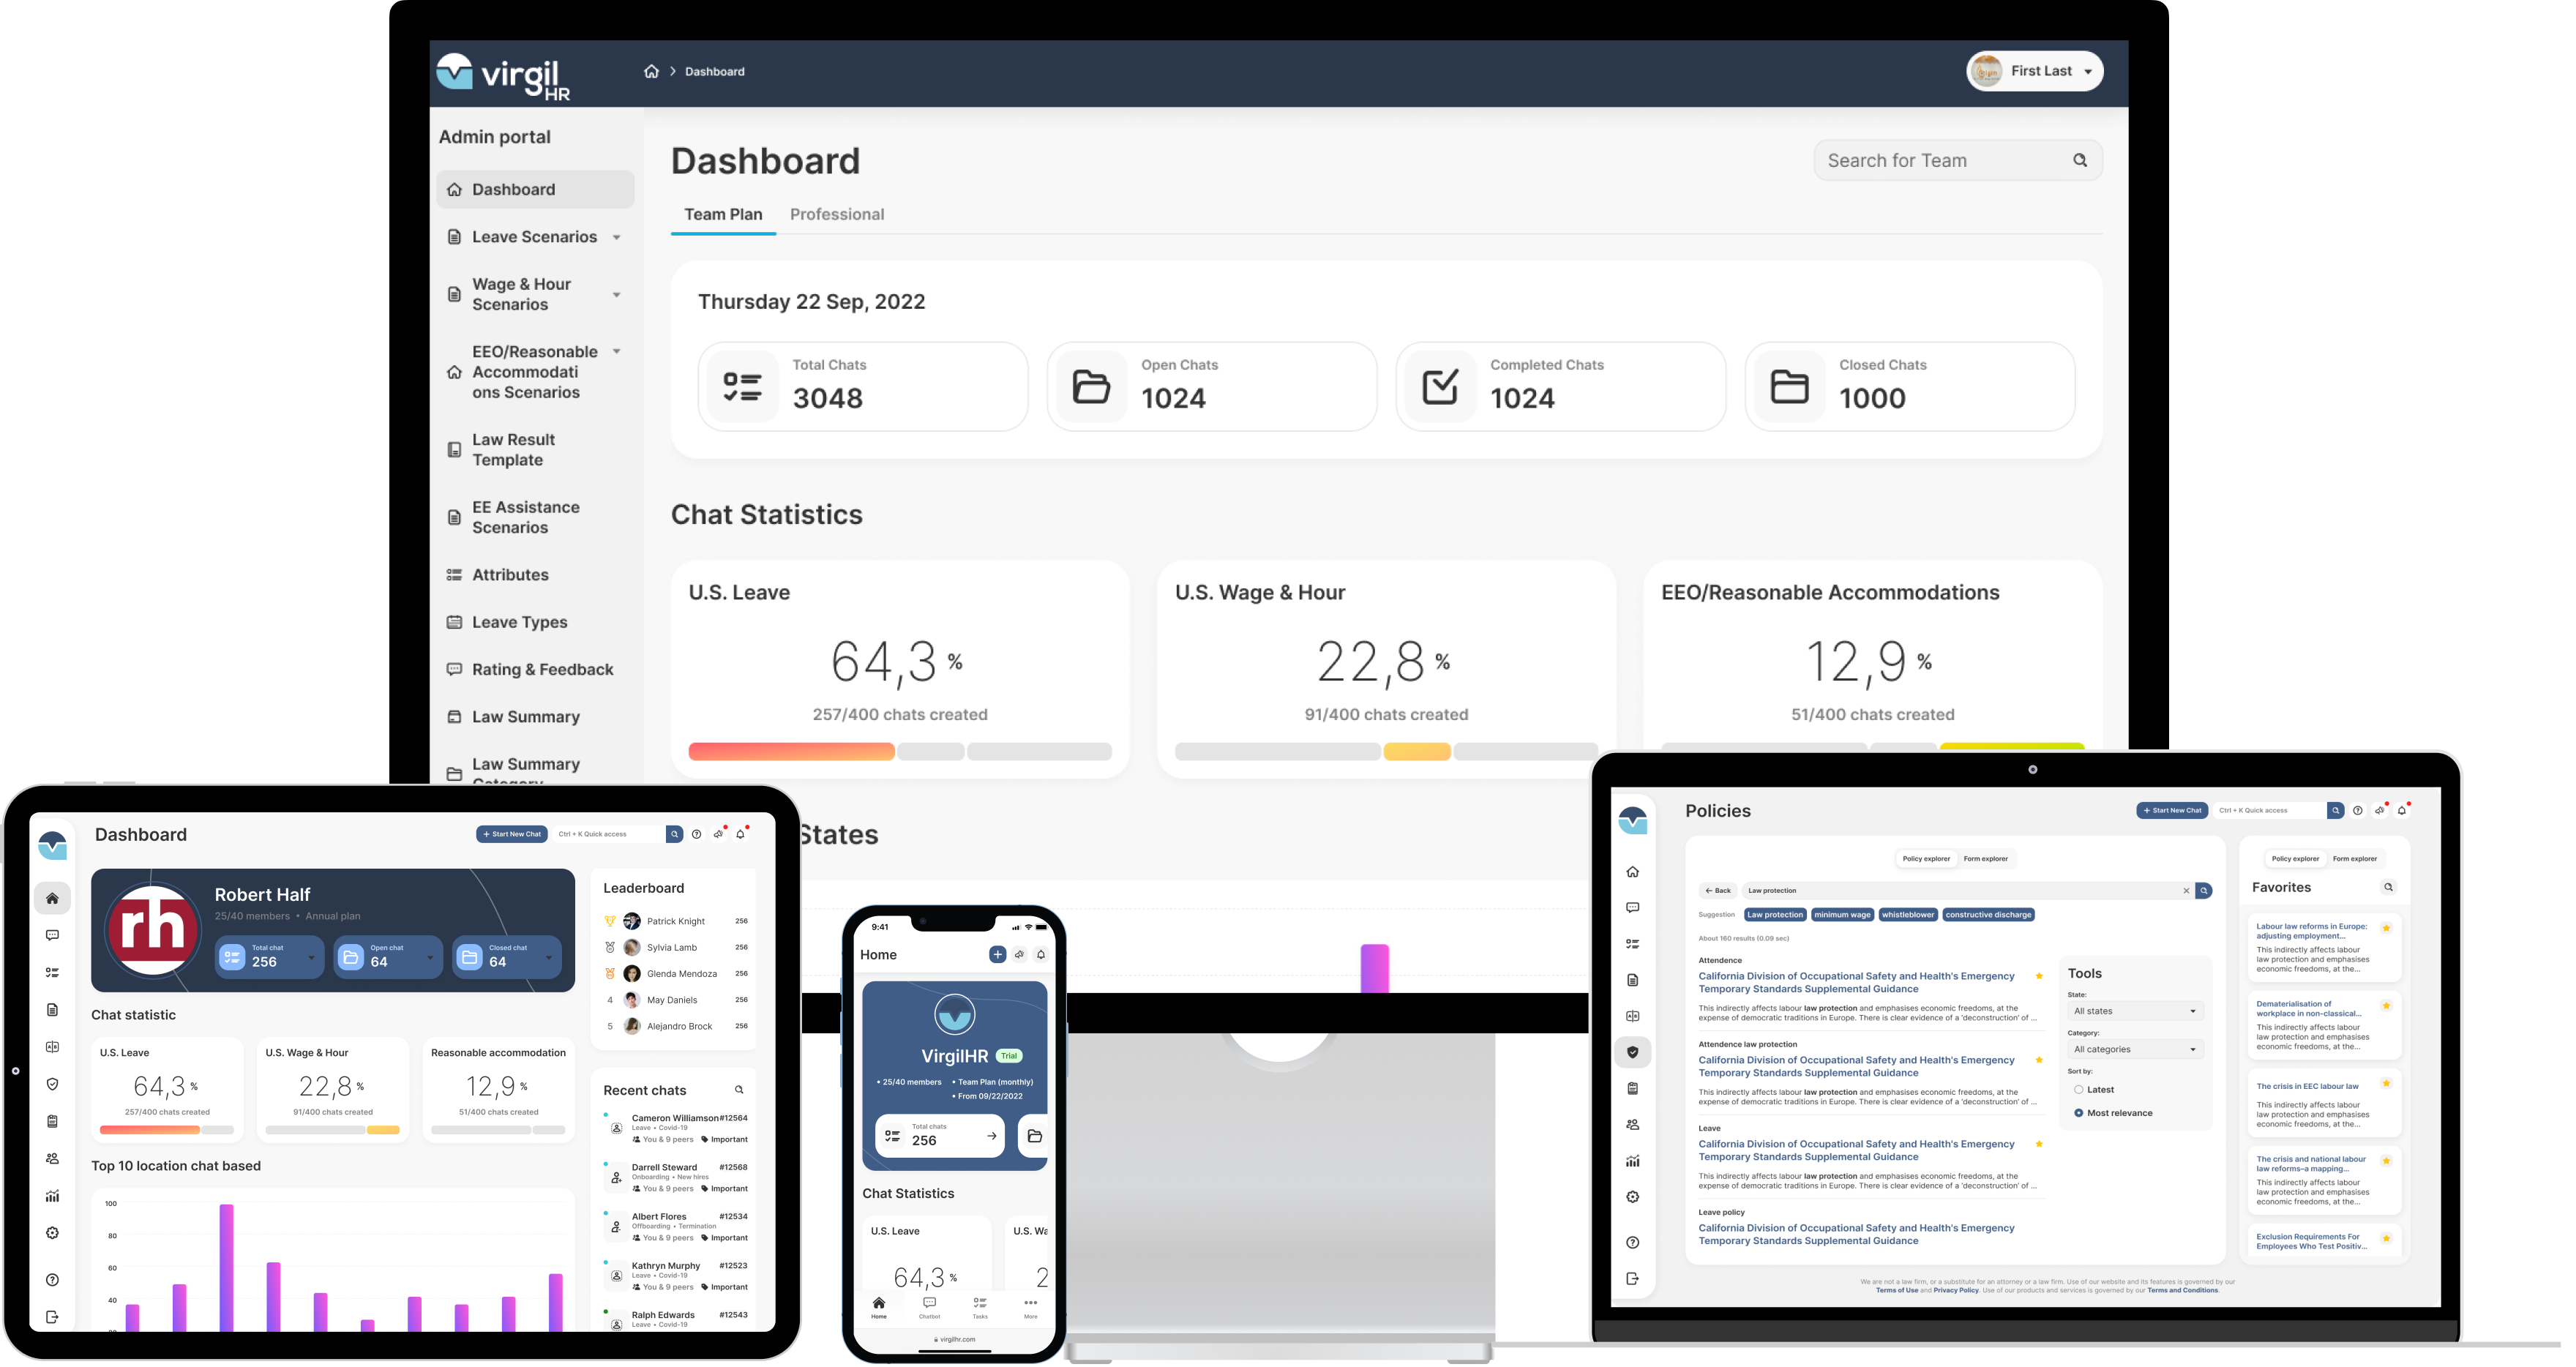 virgil
HR
Dashboard
First Last
Admin portal
Dashboard
Leave Scenarios
Wage & Hour
Scenarios
EEO/Reasonable
Accommodati
ons Scenarios
Law Result
Template
EE Assistance
Scenarios
Attributes
Leave Types
Rating & Feedback
Law Summary
Law Summary
Category
Dashboard
Search for Team
Team Plan Professional
Thursday 22 Sep, 2022
Total Chats
3048
Open Chats
1024
Completed Chats
1024
Closed Chats
1000
Chat Statistics
U.S. Leave
64,3 %
257/400 chats created
U.S. Wage & Hour
22,8 %
91/400 chats created
EEO/Reasonable Accommodations
12,9 %
51/400 chats created
States
Dashboard
+ Start New Chat
Ctrl + K Quick access
rh
Robert Half
25/40 members • Annual plan
Total chat
256
Open chat
64
Closed chat
64
Chat statistic
U.S. Leave
64,3 %
257/400 chats created
U.S. Wage & Hour
22,8 %
91/400 chats created
Reasonable accommodation
12,9 %
51/400 chats created
Top 10 location chat based
100
80
60
40
Leaderboard
Patrick Knight 256
Sylvia Lamb 256
Glenda Mendoza 256
4 May Daniels 256
5 Alejandro Brock 256
Recent chats
Cameron Williamson #12564
Leave • Covid-19
You & 9 peers Important
Darrell Steward #12568
Onboarding • New hires
You & 9 peers Important
Albert Flores #12534
Offboarding • Termination
You & 9 peers Important
Kathryn Murphy #12523
Leave • Covid-19
You & 9 peers Important
Ralph Edwards #12543
Leave • Covid-19
9:41
Home
VirgilHR Trial
• 25/40 members • Team Plan (monthly)
• From 09/22/2022
Total chats
256
Chat Statistics
U.S. Leave
64,3 %
U.S. Wa
2
Home Chatbot Tasks More
virgilhr.com
Policies
+ Start New Chat
Ctrl + K Quick access
Policy explorer Form explorer
Back
Law protection
Suggestion Law protection minimum wage whistleblower constructive discharge
About 160 results (0.09 sec)
Attendence
California Division of Occupational Safety and Health's Emergency
Temporary Standards Supplemental Guidance
This indirectly affects labour law protection and emphasises economic freedoms, at the
expense of democratic traditions in Europe. There is clear evidence of a 'deconstruction' of ...
Attendence law protection
California Division of Occupational Safety and Health's Emergency
Temporary Standards Supplemental Guidance
This indirectly affects labour law protection and emphasises economic freedoms, at the
expense of democratic traditions in Europe. There is clear evidence of a 'deconstruction' of ...
Leave
California Division of Occupational Safety and Health's Emergency
Temporary Standards Supplemental Guidance
This indirectly affects labour law protection and emphasises economic freedoms, at the
expense of democratic traditions in Europe. There is clear evidence of a 'deconstruction' of ...
Leave policy
California Division of Occupational Safety and Health's Emergency
Temporary Standards Supplemental Guidance
Tools
State:
All states
Category:
All categories
Sort by:
Latest
Most relevance
Policy explorer Form explorer
Favorites
Labour law reforms in Europe:
adjusting employment...
This indirectly affects labour
law protection and emphasises
economic freedoms, at the...
Dematerialisation of
workplace in non-classical...
This indirectly affects labour
law protection and emphasises
economic freedoms, at the...
The crisis in EEC labour law
This indirectly affects labour
law protection and emphasises
economic freedoms, at the...
The crisis and national labour
law reforms–a mapping...
This indirectly affects labour
law protection and emphasises
economic freedoms, at the...
Exclusion Requirements For
Employees Who Test Positiv...
We are not a law firm, or a substitute for an attorney or a law firm. Use of our website and its features is governed by our
Terms of Use and Privacy Policy. Use of our products and services is governed by our Terms and Conditions.